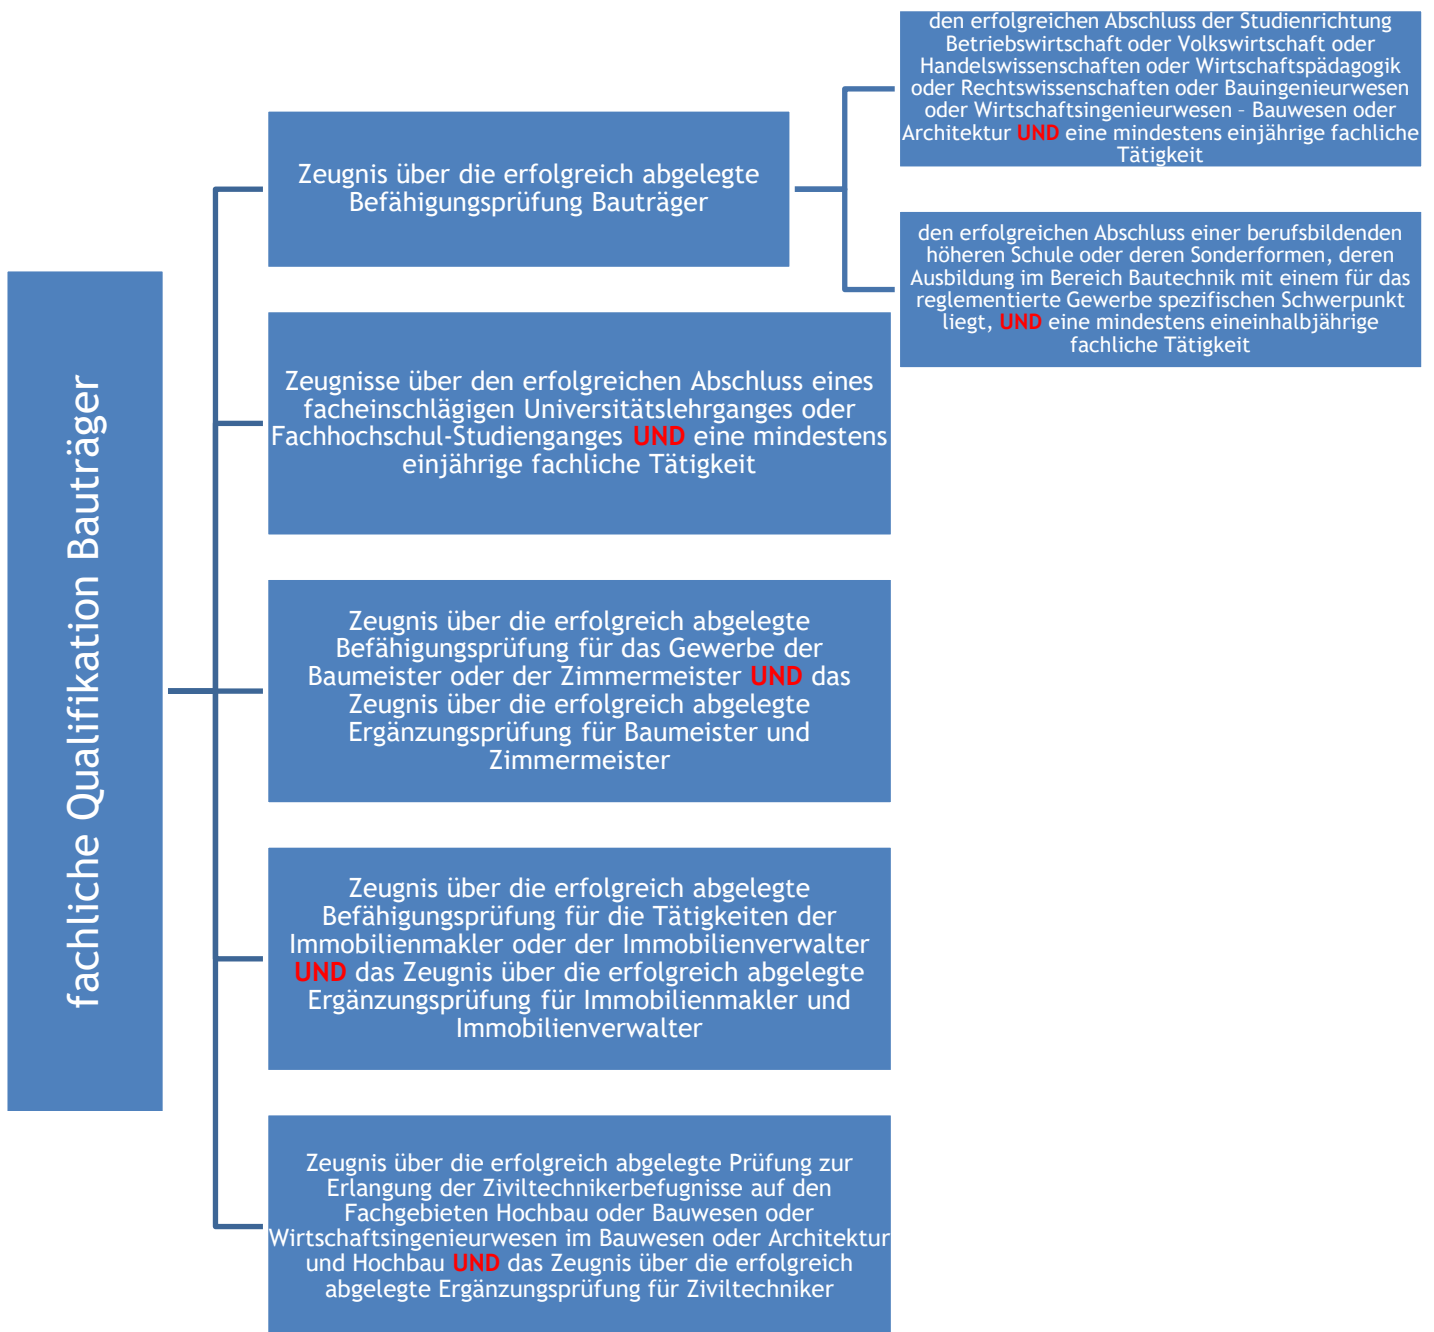 fachliche Qualifikation Bauträger
Zeugnis über die erfolgreich abgelegte
Befähigungsprüfung Bauträger
den erfolgreichen Abschluss der Studienrichtung
Betriebswirtschaft oder Volkswirtschaft oder
Handelswissenschaften oder Wirtschaftspädagogik
oder Rechtswissenschaften oder Bauingenieurwesen
oder Wirtschaftsingenieurwesen – Bauwesen oder
Architektur UND eine mindestens einjährige fachliche
Tätigkeit
den erfolgreichen Abschluss einer berufsbildenden
höheren Schule oder deren Sonderformen, deren
Ausbildung im Bereich Bautechnik mit einem für das
reglementierte Gewerbe spezifischen Schwerpunkt
liegt, UND eine mindestens eineinhalbjährige
fachliche Tätigkeit
Zeugnisse über den erfolgreichen Abschluss eines
facheinschlägigen Universitätslehrganges oder
Fachhochschul-Studienganges UND eine mindestens
einjährige fachliche Tätigkeit
Zeugnis über die erfolgreich abgelegte
Befähigungsprüfung für das Gewerbe der
Baumeister oder der Zimmermeister UND das
Zeugnis über die erfolgreich abgelegte
Ergänzungsprüfung für Baumeister und
Zimmermeister
Zeugnis über die erfolgreich abgelegte
Befähigungsprüfung für die Tätigkeiten der
Immobilienmakler oder der Immobilienverwalter
UND das Zeugnis über die erfolgreich abgelegte
Ergänzungsprüfung für Immobilienmakler und
Immobilienverwalter
Zeugnis über die erfolgreich abgelegte Prüfung zur
Erlangung der Ziviltechnikerbefugnisse auf den
Fachgebieten Hochbau oder Bauwesen oder
Wirtschaftsingenieurwesen im Bauwesen oder Architektur
und Hochbau UND das Zeugnis über die erfolgreich
abgelegte Ergänzungsprüfung für Ziviltechniker